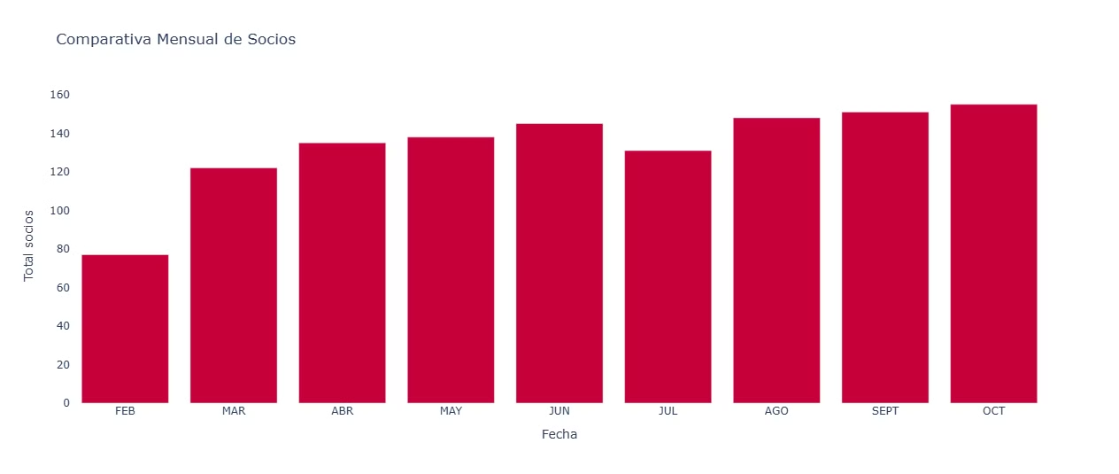 Comparativa Mensual de Socios
160
140
120
100
80
60
40
20
0
Total socios
FEB MAR ABR MAY JUN JUL AGO SEPT OCT
Fecha